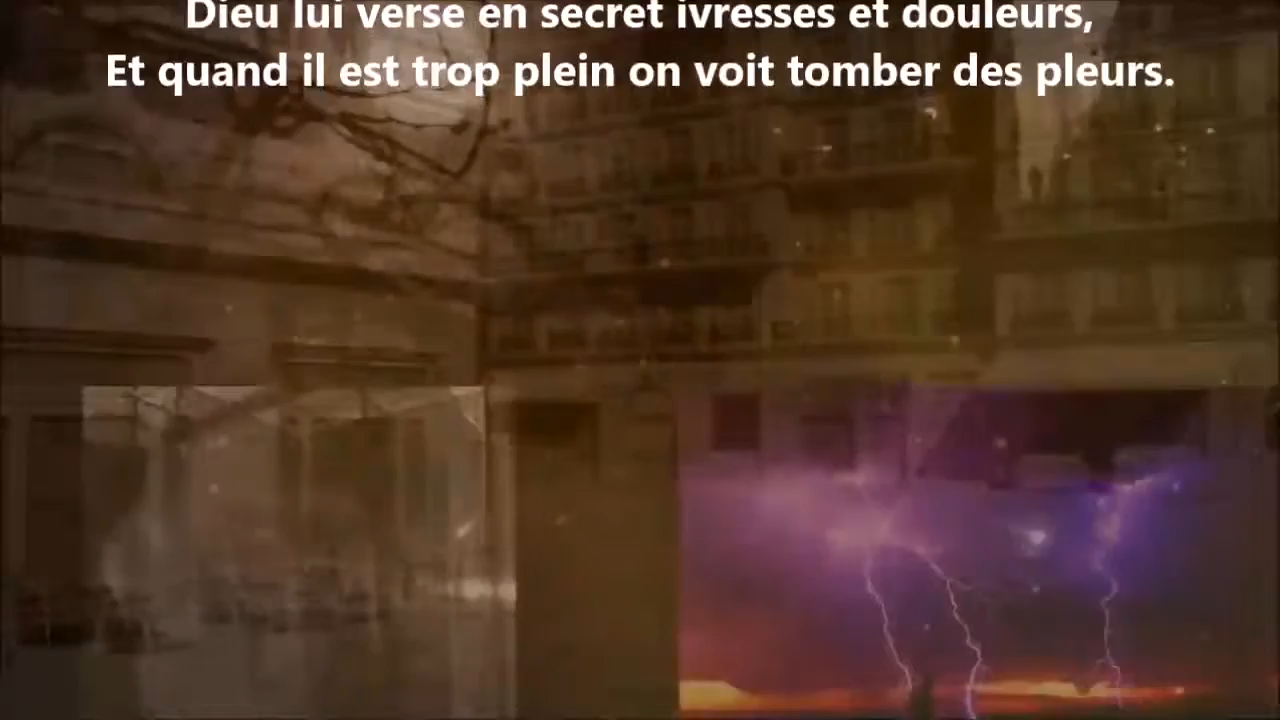 Dieu lui verse en secret ivresses et douleurs,
Et quand il est trop plein on voit tomber des pleurs.